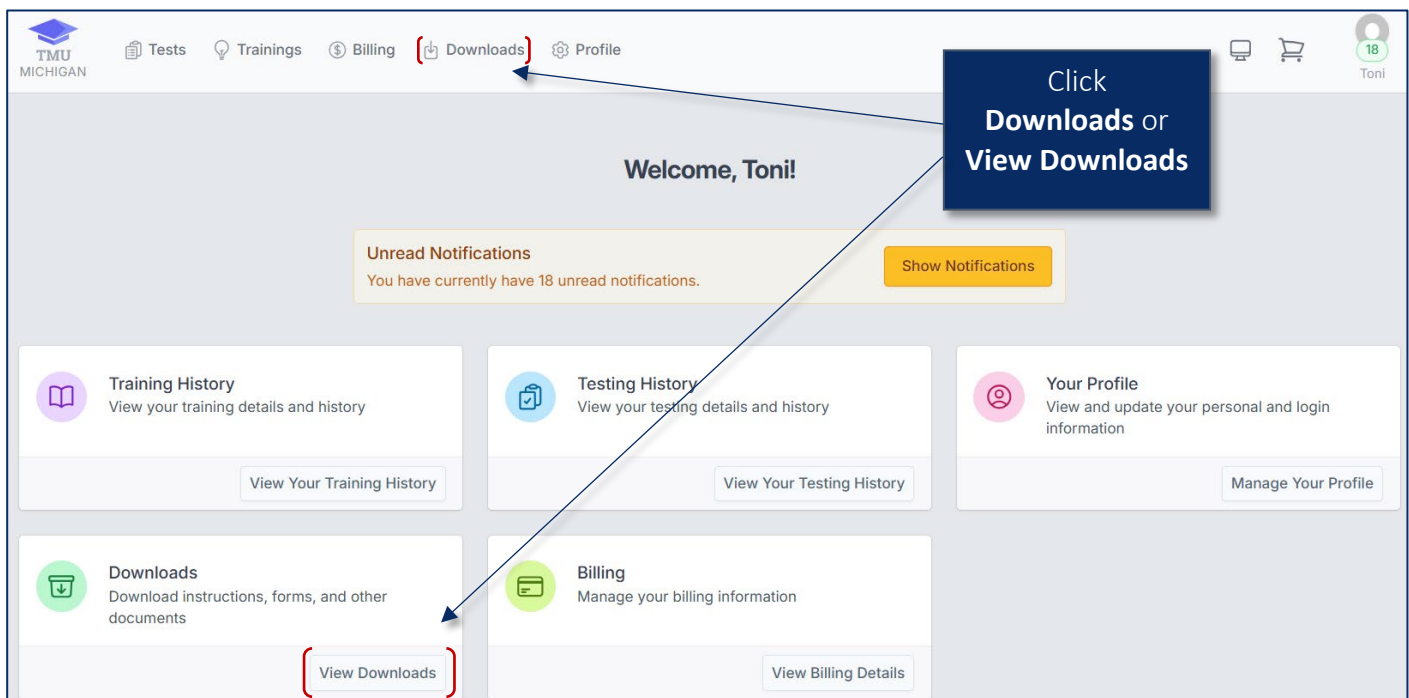 TMU
MICHIGAN
Tests
Trainings
Billing
Downloads
Profile
18
Toni
Click
Downloads or
View Downloads
Welcome, Toni!
Unread Notifications
You have currently have 18 unread notifications.
Show Notifications
Training History
View your training details and history
View Your Training History
Testing History
View your testing details and history
View Your Testing History
Your Profile
View and update your personal and login
information
Manage Your Profile
Downloads
Download instructions, forms, and other
documents
View Downloads
Billing
Manage your billing information
View Billing Details